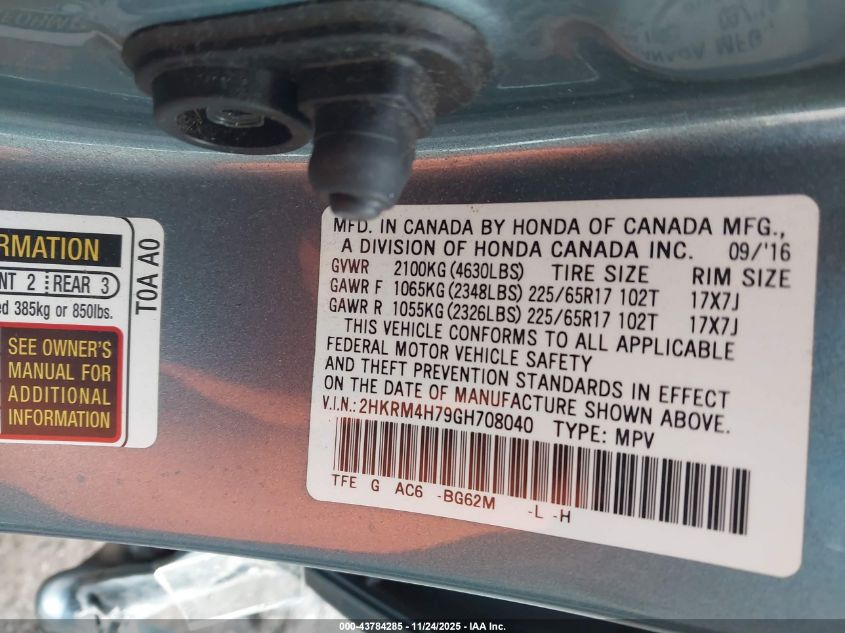 RMATION
NT 2 REAR 3
ed 385kg or 850lbs.
SEE OWNER'S
MANUAL FOR
ADDITIONAL
INFORMATION
T0A A0
MFD. IN CANADA BY HONDA OF CANADA MFG.,
A DIVISION OF HONDA CANADA INC. 09/'16
GVWR 2100KG (4630LBS) TIRE SIZE RIM SIZE
GAWR F 1065KG (2348LBS) 225/65R17 102T 17X7J
GAWR R 1055KG (2326LBS) 225/65R17 102T 17X7J
THIS VEHICLE CONFORMS TO ALL APPLICABLE
FEDERAL MOTOR VEHICLE SAFETY
AND THEFT PREVENTION STANDARDS IN EFFECT
ON THE DATE OF MANUFACTURE SHOWN ABOVE.
V.I.N.: 2HKRM4H79GH708040 TYPE: MPV
TFE G AC6 -BG62M -L -H
000-43784285 - 11/24/2025 - IAA Inc.